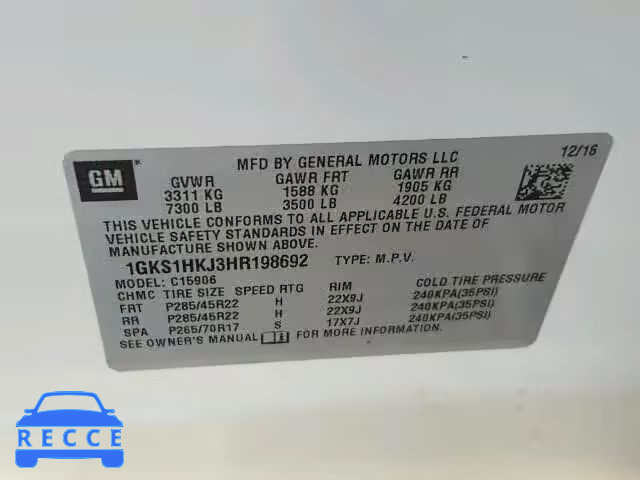 MFD BY GENERAL MOTORS LLC
12/16
GM
GVWR GAWR FRT GAWR RR
3311 KG 1588 KG 1905 KG
7300 LB 3500 LB 4200 LB
THIS VEHICLE CONFORMS TO ALL APPLICABLE U.S. FEDERAL MOTOR
VEHICLE SAFETY STANDARDS IN EFFECT ON THE DATE OF
MANUFACTURE SHOWN ABOVE.
1GKS1HKJ3HR198692 TYPE: M.P.V.
MODEL: C15906
CHMC TIRE SIZE SPEED RTG RIM COLD TIRE PRESSURE
FRT P285/45R22 H 22X9J 240KPA(35PSI)
RR P285/45R22 H 22X9J 240KPA(35PSI)
SPA P265/70R17 S 17X7J 240KPA(35PSI)
SEE OWNER'S MANUAL FOR MORE INFORMATION.
RECCE